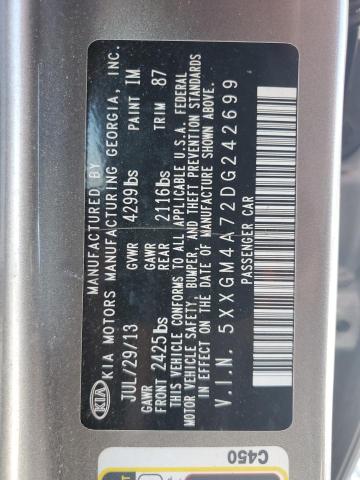 MANUFACTURED BY
KIA KIA MOTORS MANUFACTURING GEORGIA, INC.
JUL/29/13 GVWR 4299lbs PAINT IM
GAWR FRONT 2425lbs GAWR REAR 2116lbs TRIM 87
THIS VEHICLE CONFORMS TO ALL APPLICABLE U.S.A. FEDERAL
MOTOR VEHICLE SAFETY, BUMPER, AND THEFT PREVENTION STANDARDS
IN EFFECT ON THE DATE OF MANUFACTURE SHOWN ABOVE.
V.I.N. 5XXGM4A72DG242699
PASSENGER CAR
C450